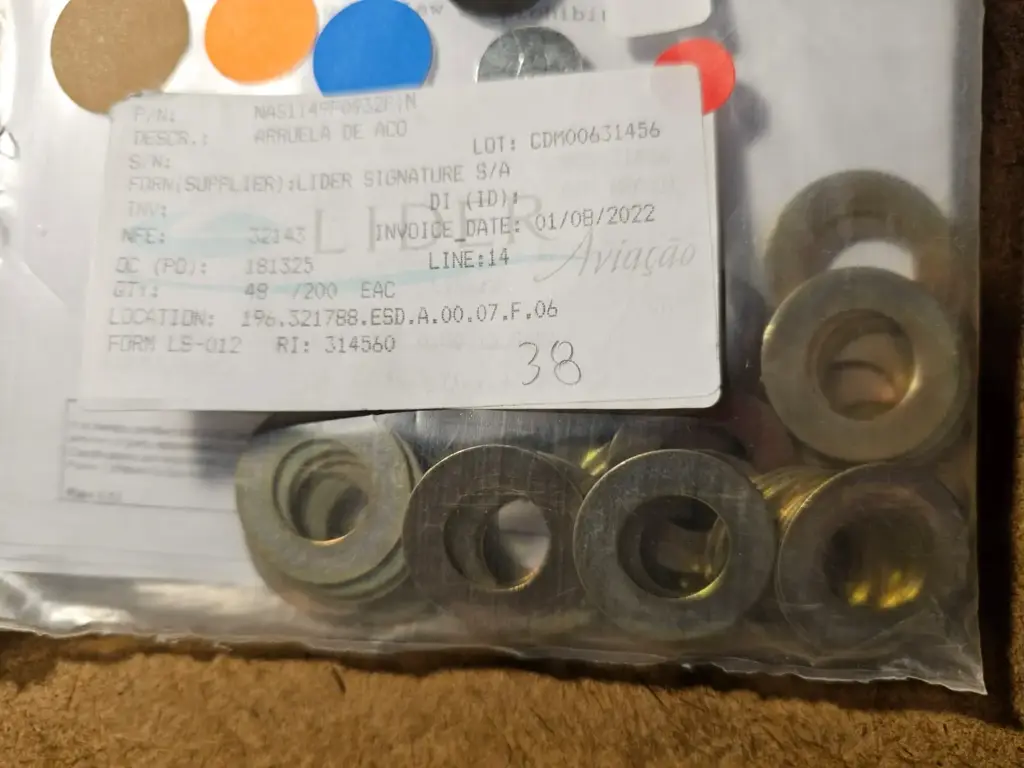 P/N: NAS1149F0932P|N
DESCR.: ARRUELA DE ACO
LOT: CDM00631456
S/N:
FORN(SUPPLIER):LIDER SIGNATURE S/A
DI (ID):
INV:
LIDER
Aviação
NFE: 32143 INVOICE_DATE: 01/08/2022
OC (PO): 181325 LINE:14
QTY: 48 /200 EAC
LOCATION: 196.321788.ESD.A.00.07.F.06
FORM LS-012 RI: 314560
38